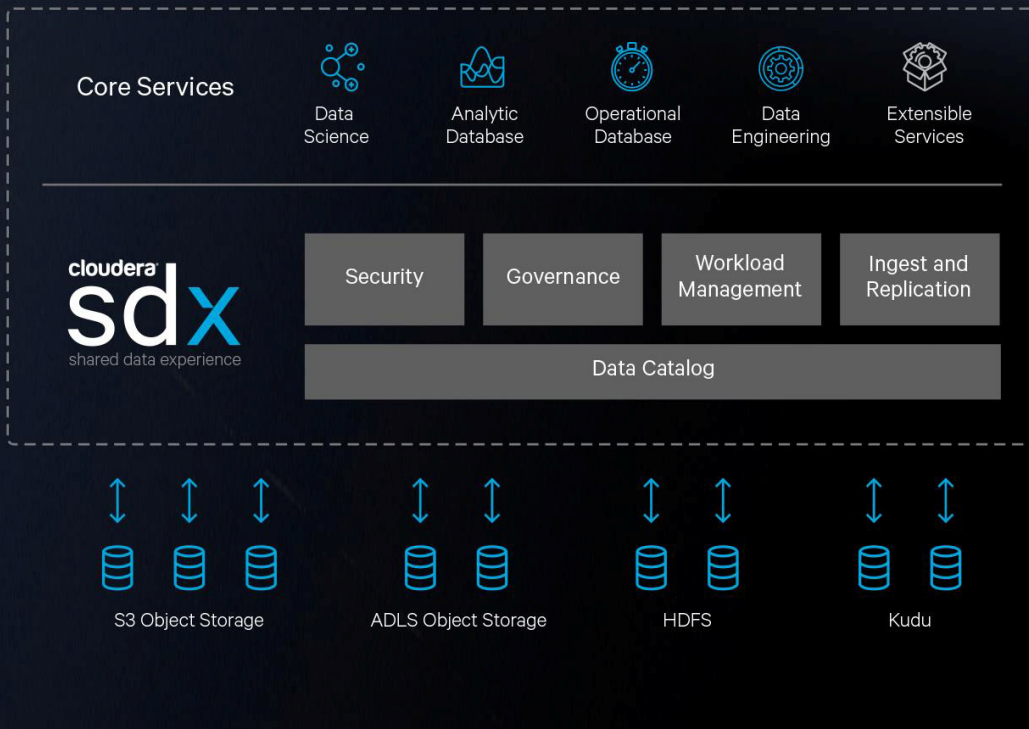 Core Services
Data
Science
Analytic
Database
Operational
Database
Data
Engineering
Extensible
Services
cloudera
sdx
shared data experience
Security
Governance
Workload
Management
Ingest and
Replication
Data Catalog
S3 Object Storage
ADLS Object Storage
HDFS
Kudu